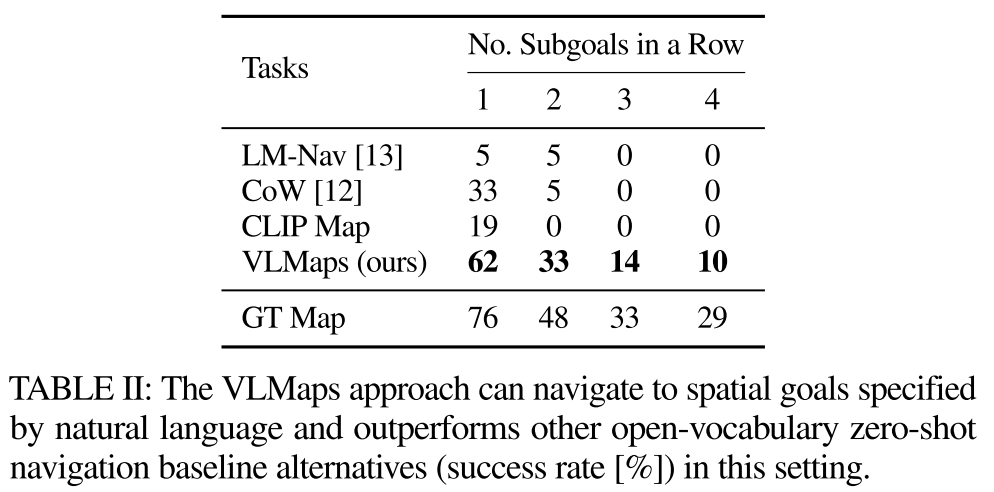 Tasks No. Subgoals in a Row
1 2 3 4
LM-Nav [13] 5 5 0 0
CoW [12] 33 5 0 0
CLIP Map 19 0 0 0
VLMaps (ours) 62 33 14 10
GT Map 76 48 33 29
TABLE II: The VLMaps approach can navigate to spatial goals specified
by natural language and outperforms other open-vocabulary zero-shot
navigation baseline alternatives (success rate [%]) in this setting.